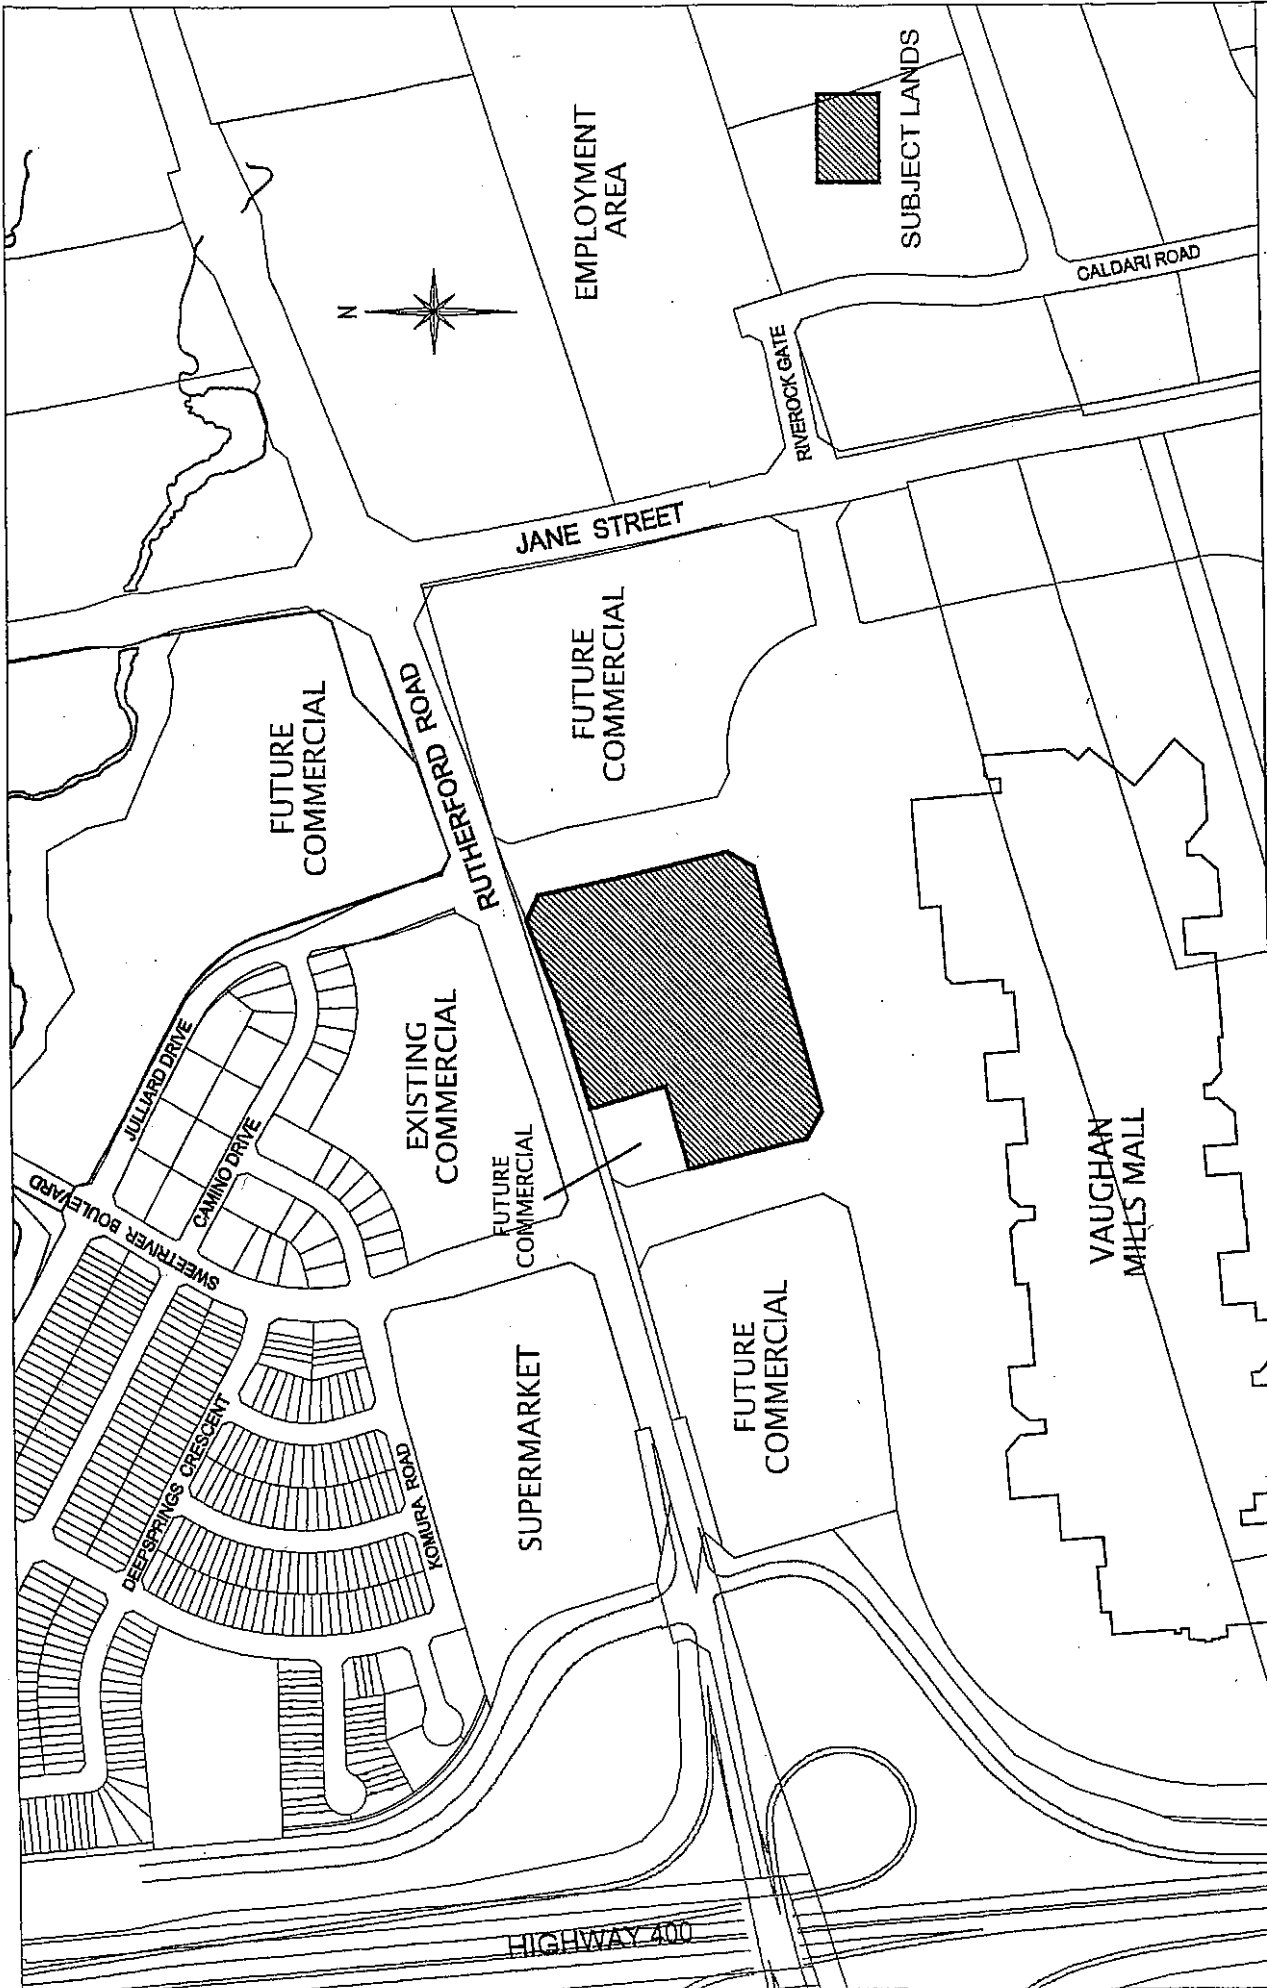 HIGHWAY 400
DEEPSPRINGS CRESCENT
KOMURA ROAD
SWEETRIVER BOULEVARD
JULLIARD DRIVE
CAMINO DRIVE
SUPERMARKET
EXISTING
COMMERCIAL
FUTURE
COMMERCIAL
FUTURE
COMMERCIAL
RUTHERFORD ROAD
FUTURE
COMMERCIAL
FUTURE
COMMERCIAL
VAUGHAN
MILLS MALL
JANE STREET
N
EMPLOYMENT
AREA
RIVEROCK GATE
CALDARI ROAD
SUBJECT LANDS